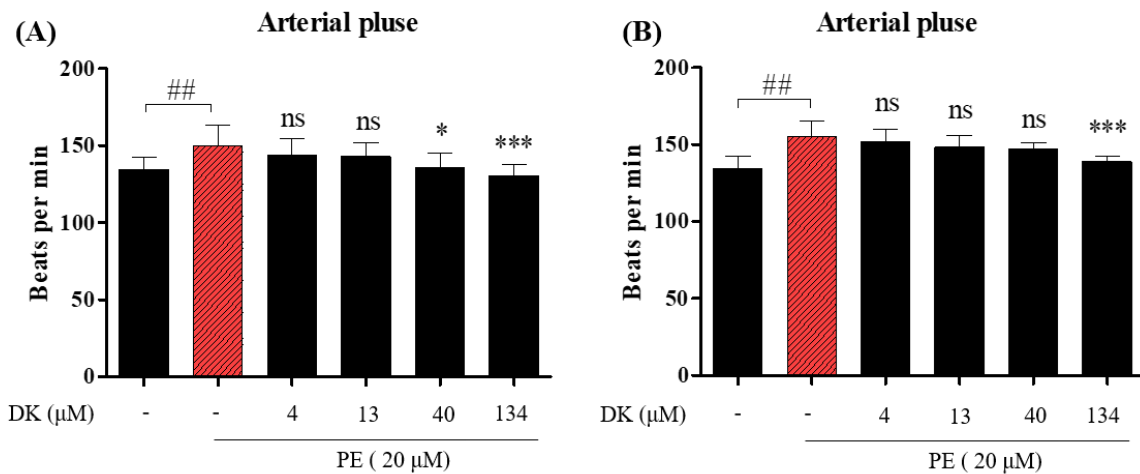 (A)
Arterial pluse
Beats per min
200
150
100
50
0
##
ns
ns
*
***
DK (μM)
- - 4 13 40 134
PE ( 20 μM)
(B)
Arterial pluse
Beats per min
200
150
100
50
0
##
ns
ns
ns
***
DK (μM)
- - 4 13 40 134
PE ( 20 μM)